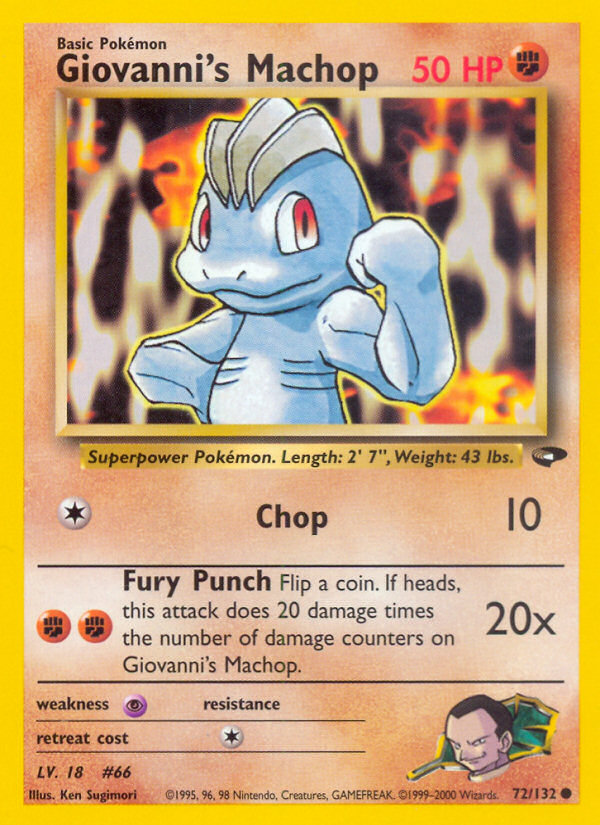 Basic Pokémon
Giovanni's Machop 50 HP
Superpower Pokémon. Length: 2' 7", Weight: 43 lbs.
Chop 10
Fury Punch Flip a coin. If heads,
this attack does 20 damage times
the number of damage counters on
Giovanni's Machop.
20x
weakness resistance
retreat cost
LV. 18 #66
Illus. Ken Sugimori ©1995, 96, 98 Nintendo, Creatures, GAMEFREAK. ©1999-2000 Wizards. 72/132